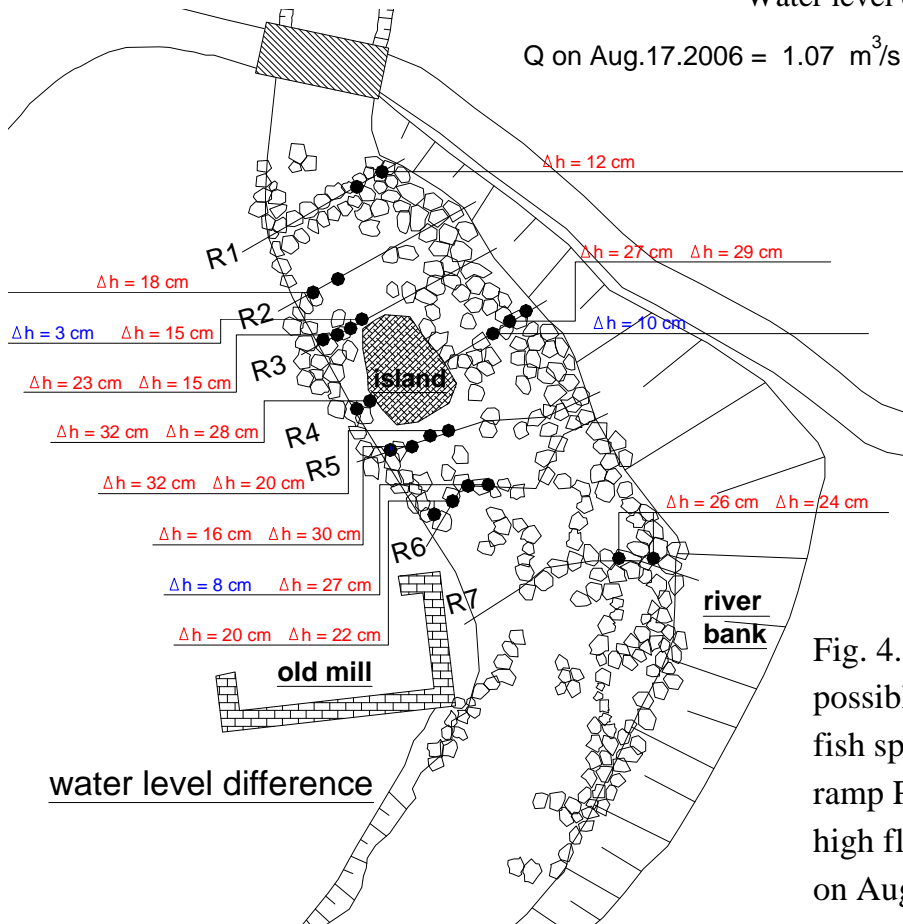 Water level
Q on Aug.17.2006 = 1.07 m³/s
Δh = 12 cm
R1
Δh = 27 cm Δh = 29 cm
Δh = 18 cm
R2
Δh = 10 cm
Δh = 3 cm Δh = 15 cm
R3
island
Δh = 23 cm Δh = 15 cm
R4
Δh = 32 cm Δh = 28 cm
R5
Δh = 32 cm Δh = 20 cm
Δh = 26 cm Δh = 24 cm
Δh = 16 cm Δh = 30 cm
R6
Δh = 8 cm Δh = 27 cm
R7
river
bank
Δh = 20 cm Δh = 22 cm
old mill
water level difference
Fig. 4.
possibl
fish sp
ramp
high fl
on Aug